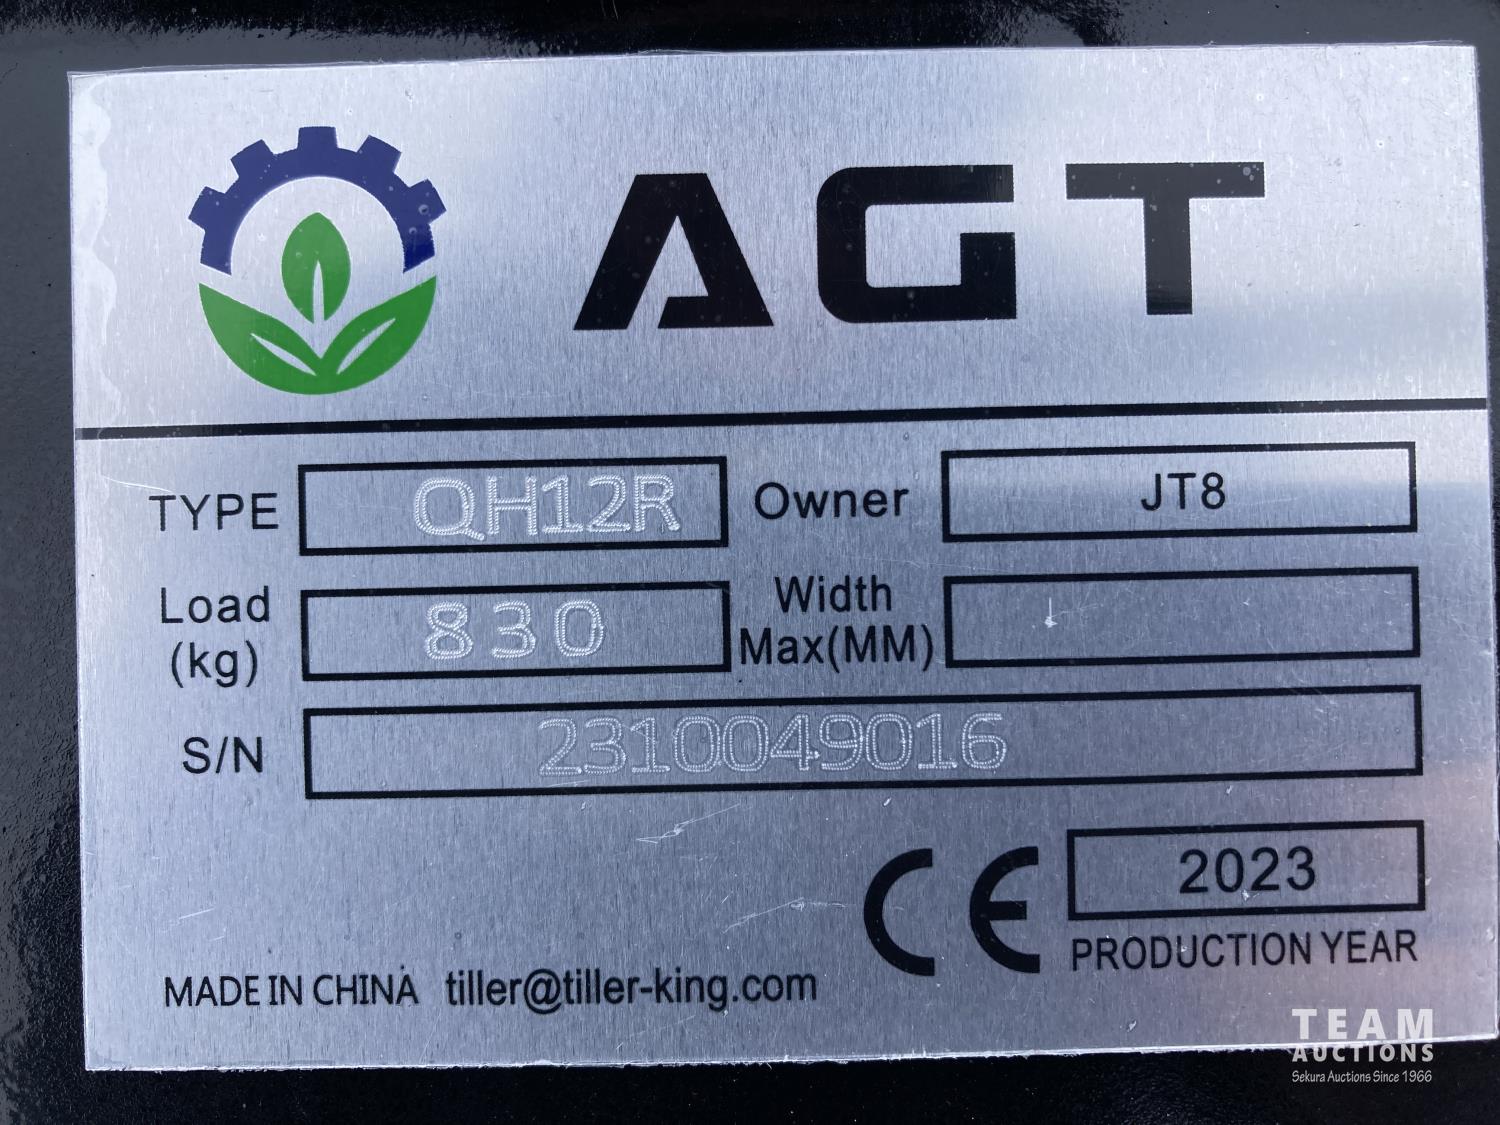 AGT
TYPE QH12R Owner JT8
Load (kg) 830 Width Max(MM)
S/N 2310049016
CE 2023
PRODUCTION YEAR
MADE IN CHINA tiller@tiller-king.com
TEAM
AUCTIONS
Sekura Auctions Since 1966